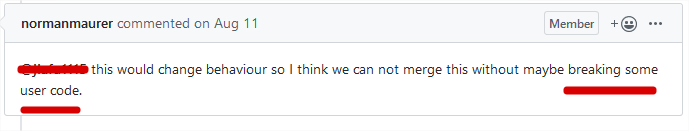 normanmaurer commented on Aug 11 Member
this would change behaviour so I think we can not merge this without maybe breaking some
user code.